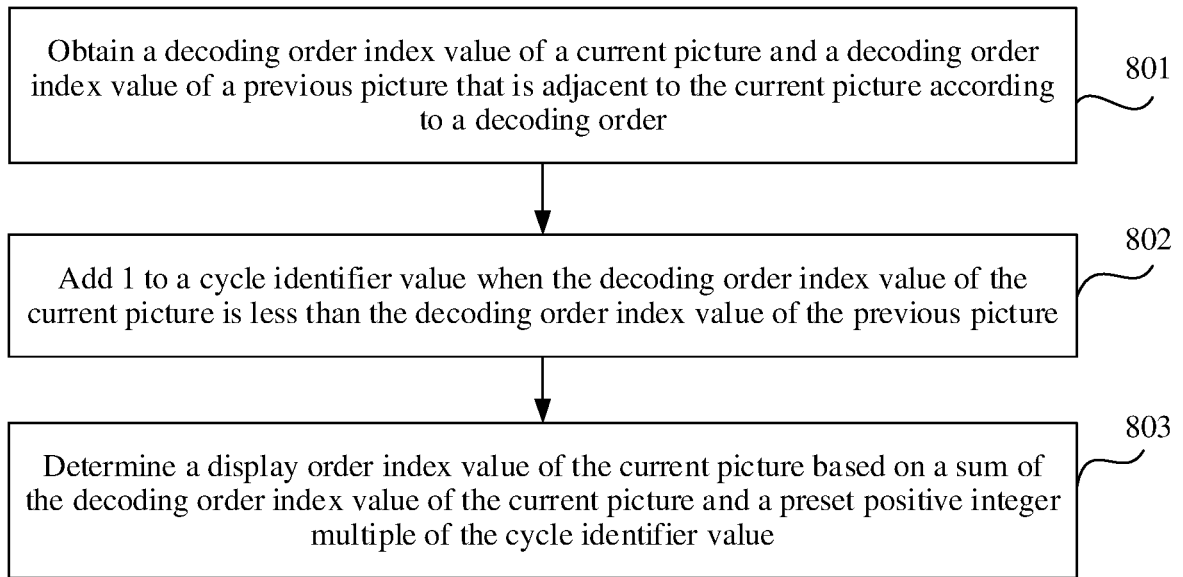 Obtain a decoding order index value of a current picture and a decoding order
index value of a previous picture that is adjacent to the current picture according
to a decoding order
801
Add 1 to a cycle identifier value when the decoding order index value of the
current picture is less than the decoding order index value of the previous picture
802
Determine a display order index value of the current picture based on a sum of
the decoding order index value of the current picture and a preset positive integer
multiple of the cycle identifier value
803